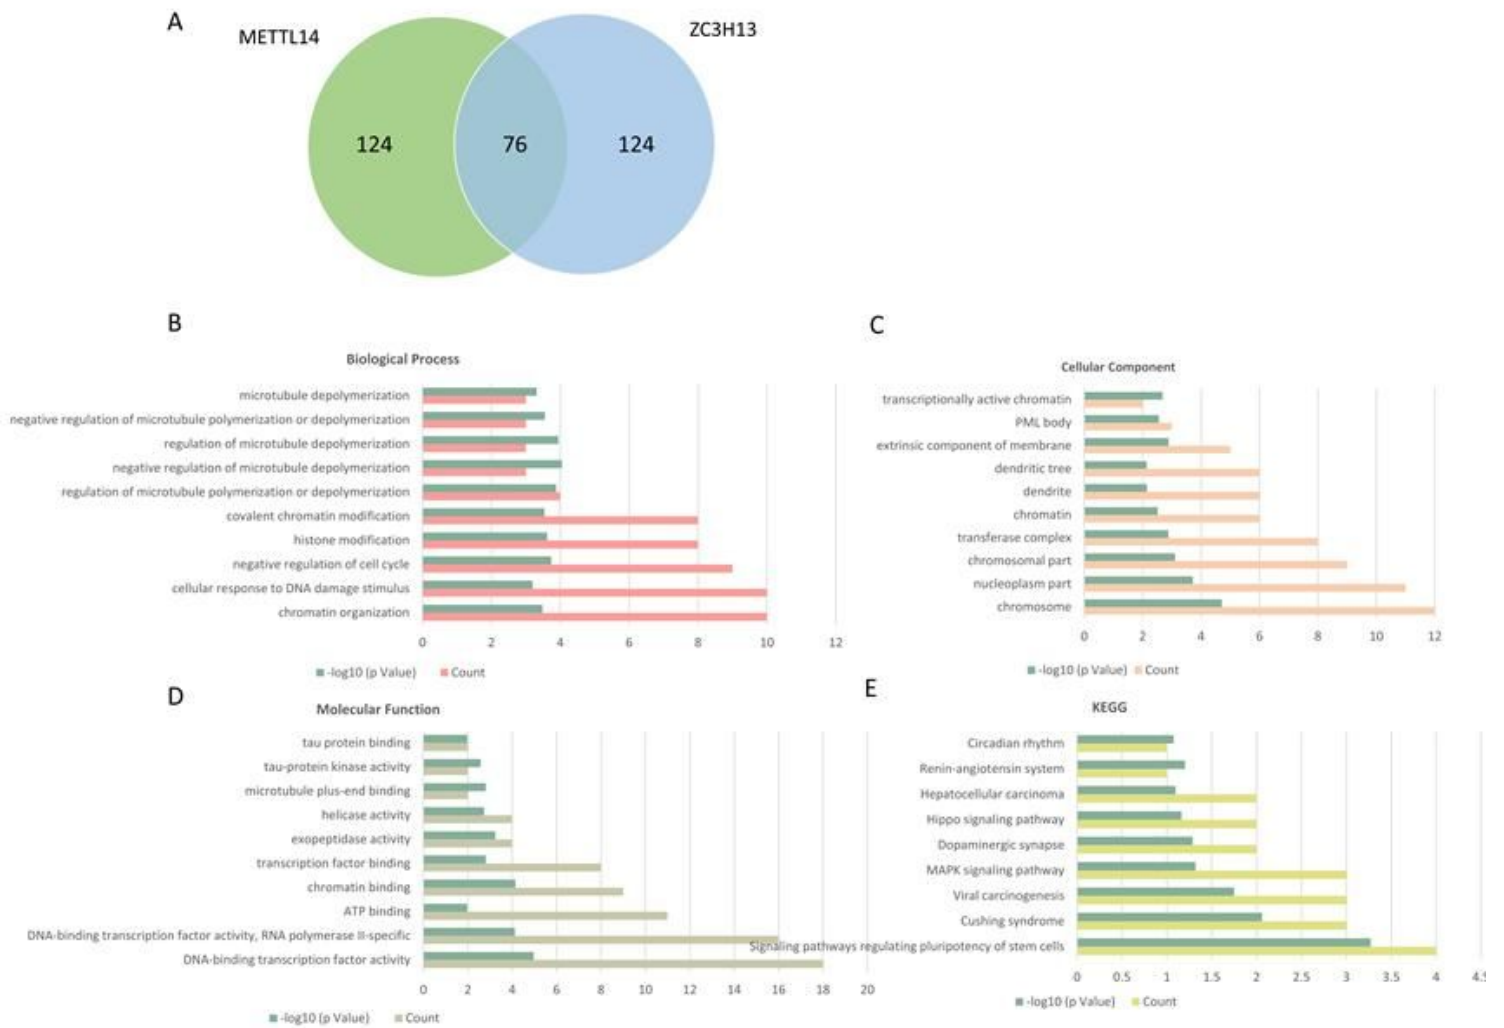 A
METTL14
ZC3H13
124
76
124
B
Biological Process
microtubule depolymerization
negative regulation of microtubule polymerization or depolymerization
regulation of microtubule depolymerization
negative regulation of microtubule depolymerization
regulation of microtubule polymerization or depolymerization
covalent chromatin modification
histone modification
negative regulation of cell cycle
cellular response to DNA damage stimulus
chromatin organization
0 2 4 6 8 10 12
-log10 (p Value) Count
C
Cellular Component
transcriptionally active chromatin
PML body
extrinsic component of membrane
dendritic tree
dendrite
chromatin
transferase complex
chromosomal part
nucleoplasm part
chromosome
0 2 4 6 8 10 12
-log10 (p Value) Count
D
Molecular Function
tau protein binding
tau-protein kinase activity
microtubule plus-end binding
helicase activity
exopeptidase activity
transcription factor binding
chromatin binding
ATP binding
DNA-binding transcription factor activity, RNA polymerase II-specific
DNA-binding transcription factor activity
0 2 4 6 8 10 12 14 16 18 20
-log10 (p Value) Count
E
KEGG
Circadian rhythm
Renin-angiotensin system
Hepatocellular carcinoma
Hippo signaling pathway
Dopaminergic synapse
MAPK signaling pathway
Viral carcinogenesis
Cushing syndrome
Signaling pathways regulating pluripotency of stem cells
0 0.5 1 1.5 2 2.5 3 3.5 4 4.5
-log10 (p Value) Count